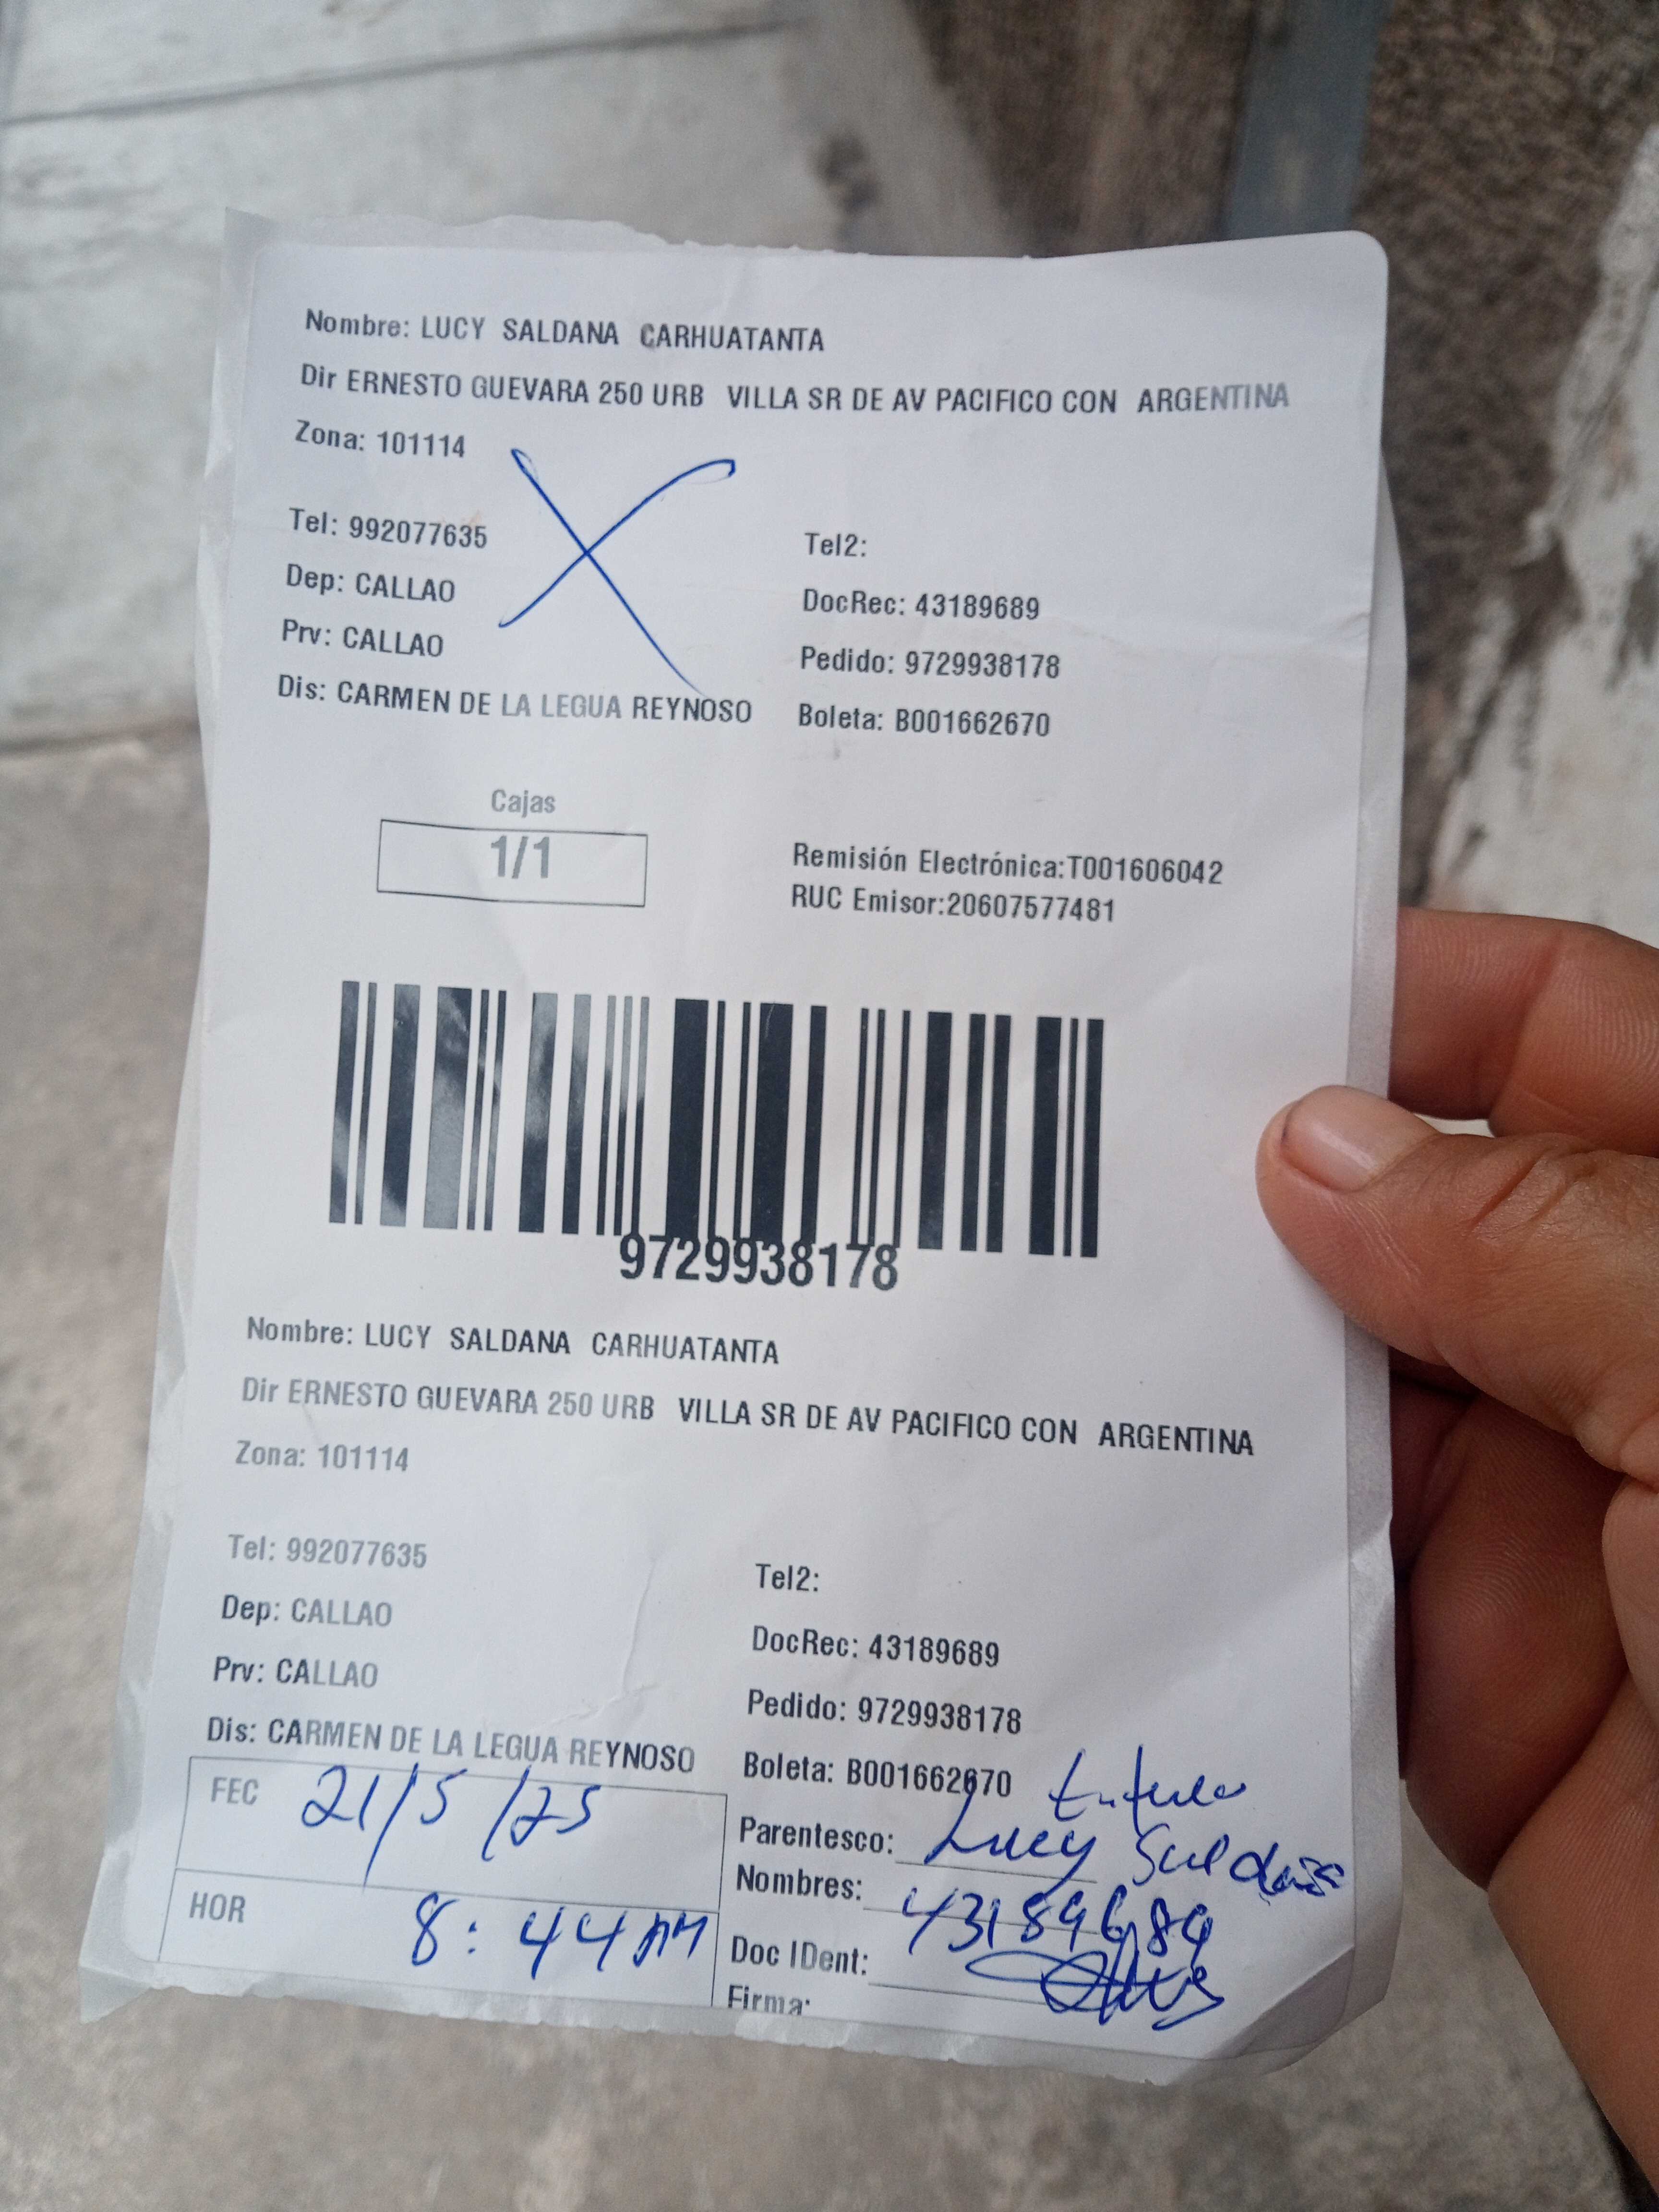 Nombre: LUCY SALDANA CARHUATANTA
Dir ERNESTO GUEVARA 250 URB VILLA SR DE AV PACIFICO CON ARGENTINA
Zona: 101114
Tel: 992077635
Tel2:
Dep: CALLAO
DocRec: 43189689
Prv: CALLAO
Pedido: 9729938178
Dis: CARMEN DE LA LEGUA REYNOSO
Boleta: B001662670
Cajas
1/1
Remisión Electrónica:T001606042
RUC Emisor:20607577481
9729938178
Nombre: LUCY SALDANA CARHUATANTA
Dir ERNESTO GUEVARA 250 URB VILLA SR DE AV PACIFICO CON ARGENTINA
Zona: 101114
Tel: 992077635
Tel2:
Dep: CALLAO
DocRec: 43189689
Prv: CALLAO
Pedido: 9729938178
Dis: CARMEN DE LA LEGUA REYNOSO
Boleta: B001662670
FEC 21/5/25
Parentesco: Lucy Saldaña
Nombres: 43189689
HOR 8:44 AM
Doc IDent:
Firma: